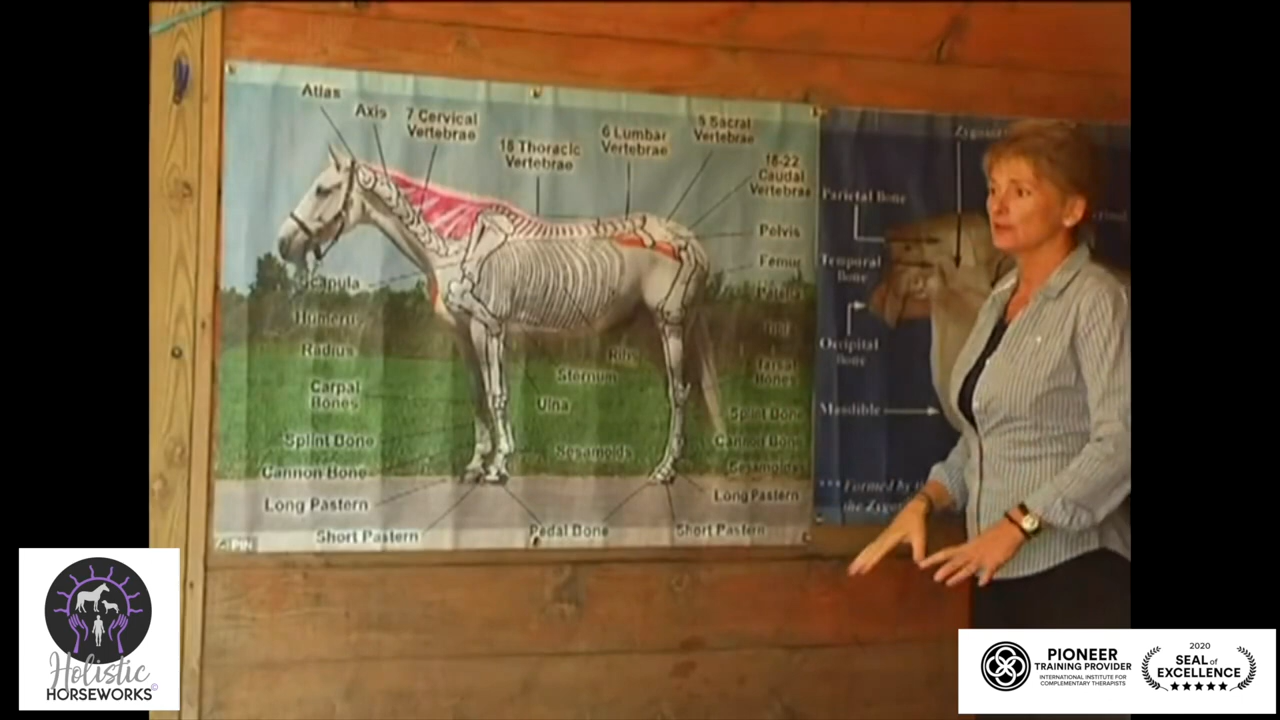 Atlas
Axis
7 Cervical
Vertebrae
18 Thoracic
Vertebrae
6 Lumbar
Vertebrae
5 Sacral
Vertebrae
18-22
Caudal
Vertebrae
Pelvis
Femur
Scapula
Humerus
Radius
Carpal
Bones
Splint Bone
Cannon Bone
Long Pastern
Short Pastern
Ribs
Sternum
Ulna
Sesamoids
Pedal Bone
Tarsal
Bones
Splint Bone
Cannon Bone
Sesamoids
Long Pastern
Short Pastern
Parietal Bone
Temporal
Bone
Occipital
Bone
Mandible
*** Formed by
the
Holistic
HORSEWORKS©
PIONEER
TRAINING PROVIDER
INTERNATIONAL INSTITUTE FOR
COMPLEMENTARY THERAPISTS
2020
SEAL of
EXCELLENCE